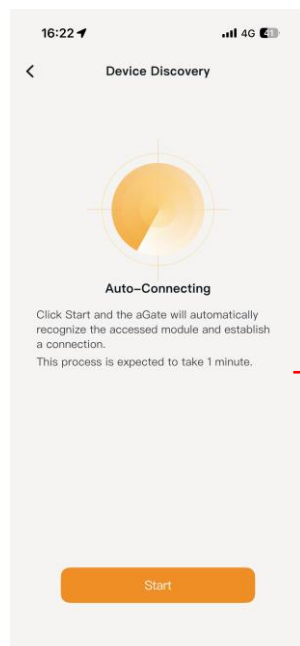 16:22 4G 41
Device Discovery
Auto-Connecting
Click Start and the aGate will automatically
recognize the accessed module and establish
a connection.
This process is expected to take 1 minute.
Start